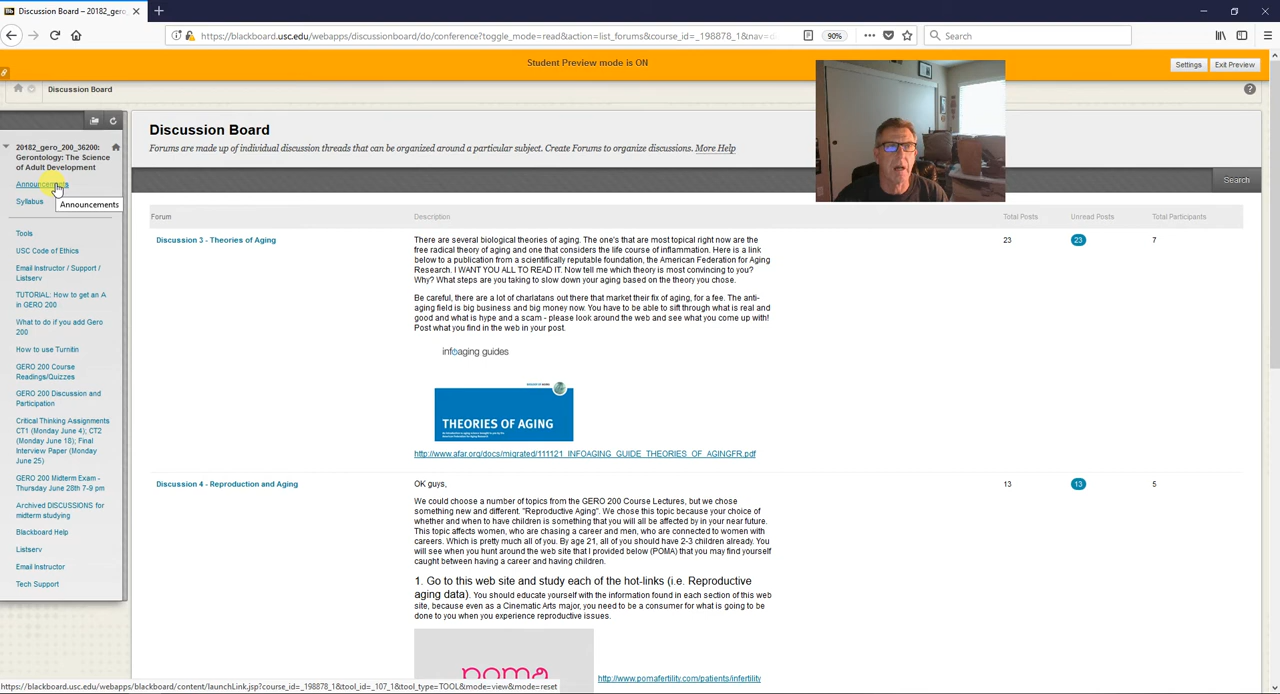 Discussion Board – 20182_gero
https://blackboard.usc.edu/webapps/discussionboard/do/conference?toggle_mode=read&action=list_forums&course_id=_198878_1&nav=d
90%
Search
Student Preview mode is ON
Settings
Exit Preview
Discussion Board
20182_gero_200_36200:
Gerontology: The Science
of Adult Development
Announcements
Announcements
Syllabus
Tools
USC Code of Ethics
Email Instructor / Support /
Listserv
TUTORIAL: How to get an A
in GERO 200
What to do if you add Gero
200
How to use Turnitin
GERO 200 Course
Readings/Quizzes
GERO 200 Discussion and
Participation
Critical Thinking Assignments
CT1 (Monday June 4); CT2
(Monday June 18); Final
Interview Paper (Monday
June 25)
GERO 200 Midterm Exam -
Thursday June 28th 7-9 pm
Archived DISCUSSIONS for
midterm studying
Blackboard Help
Listserv
Email Instructor
Tech Support
Discussion Board
Forums are made up of individual discussion threads that can be organized around a particular subject. Create Forums to organize discussions. More Help
Search
Forum Description Total Posts Unread Posts Total Participants
Discussion 3 - Theories of Aging
There are several biological theories of aging. The one's that are most topical right now are the
free radical theory of aging and one that considers the life course of inflammation. Here is a link
below to a publication from a scientifically reputable foundation, the American Federation for Aging
Research. I WANT YOU ALL TO READ IT. Now tell me which theory is most convincing to you?
Why? What steps are you taking to slow down your aging based on the theory you chose.
Be careful, there are a lot of charlatans out there that market their fix of aging, for a fee. The anti-
aging field is big business and big money now. You have to be able to sift through what is real and
good and what is hype and a scam - please look around the web and see what you come up with!
Post what you find in the web in your post.
infoaging guides
THEORIES OF AGING
http://www.afar.org/docs/migrated/111121_INFOAGING_GUIDE_THEORIES_OF_AGINGFR.pdf
23 23 7
Discussion 4 - Reproduction and Aging
OK guys,
We could choose a number of topics from the GERO 200 Course Lectures, but we chose
something new and different. "Reproductive Aging". We chose this topic because your choice of
whether and when to have children is something that you will all be affected by in your near future.
This topic affects women, who are chasing a career and men, who are connected to women with
careers. Which is pretty much all of you. By age 21, all of you should have 2-3 children already. You
will see when you hunt around the web site that I provided below (POMA) that you may find yourself
caught between having a career and having children.
1. Go to this web site and study each of the hot-links (i.e. Reproductive
aging data). You should educate yourself with the information found in each section of this web
site, because even as a Cinematic Arts major, you need to be a consumer for what is going to be
done to you when you experience reproductive issues.
poma
http://www.pomafertility.com/patients/infertility
13 13 5
https://blackboard.usc.edu/webapps/blackboard/content/launchLink.jsp?course_id=_198878_1&tool_id=_107_1&tool_type=TOOL&mode=view&mode=reset